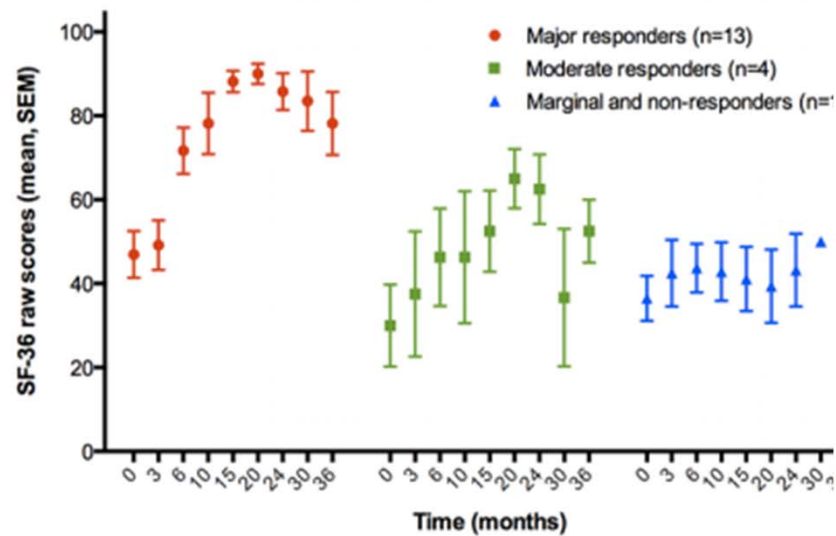 100
80
60
40
20
0
SF-36 raw scores (mean, SEM)
Major responders (n=13)
Moderate responders (n=4)
Marginal and non-responders (n=
0 3 6 10 15 20 24 30 36 0 3 6 10 15 20 24 30 36 0 3 6 10 15 20 24 30
Time (months)